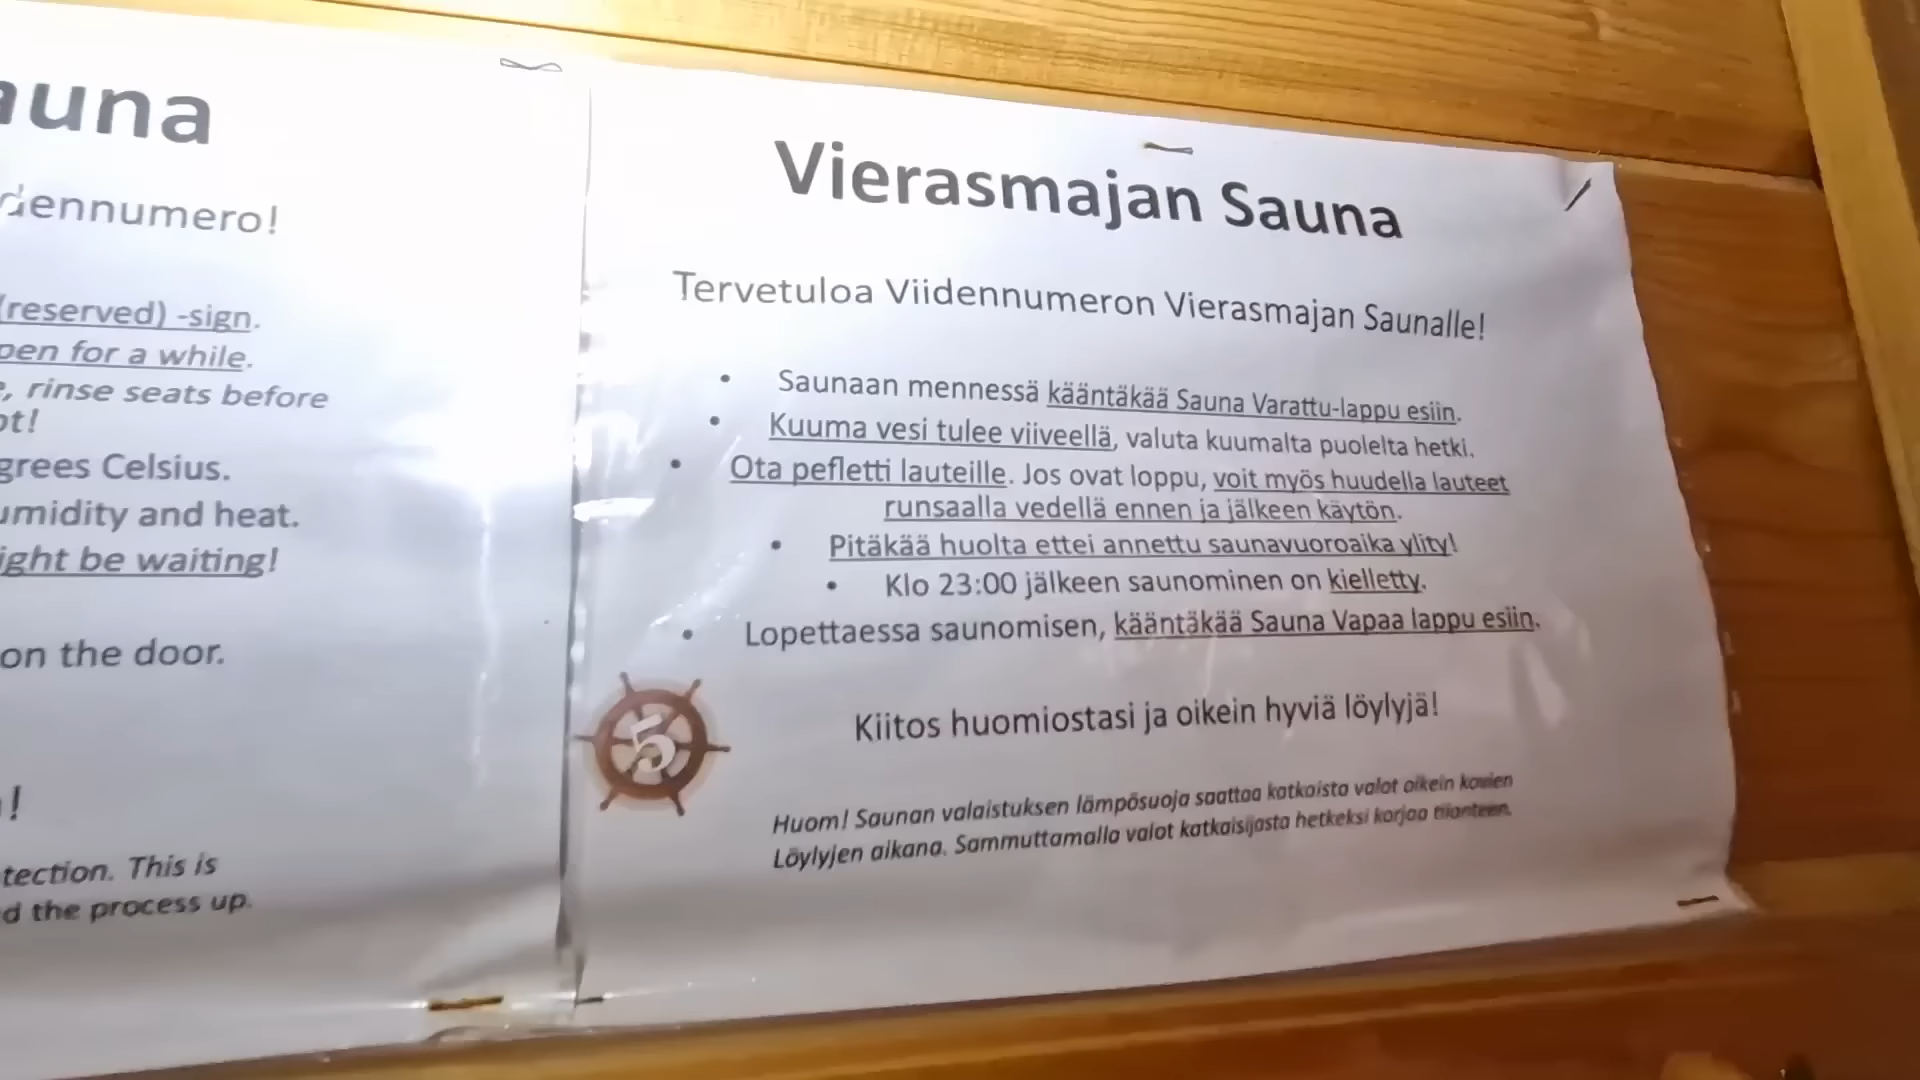 auna
dennumero!
(reserved) -sign.
pen for a while.
, rinse seats before
ot!
grees Celsius.
umidity and heat.
ight be waiting!
on the door.
!
tection. This is
d the process up.
Vierasmajan Sauna
Tervetuloa Viidennumeron Vierasmajan Saunalle!
• Saunaan mennessä kääntäkää Sauna Varattu-lappu esiin.
• Kuuma vesi tulee viiveellä, valuta kuumalta puolelta hetki.
• Ota pefletti lauteille. Jos ovat loppu, voit myös huudella lauteet
runsaalla vedellä ennen ja jälkeen käytön.
• Pitäkää huolta ettei annettu saunavuoroaika ylity!
• Klo 23:00 jälkeen saunominen on kielletty.
• Lopettaessa saunomisen, kääntäkää Sauna Vapaa lappu esiin.
5
Kiitos huomiostasi ja oikein hyviä löylyjä!
Huom! Saunan valaistuksen lämpösuoja saattaa katkaista valot oikein kovien
Löylyjen aikana. Sammuttamalla valot katkaisijasta hetkeksi korjaa tilanteen.